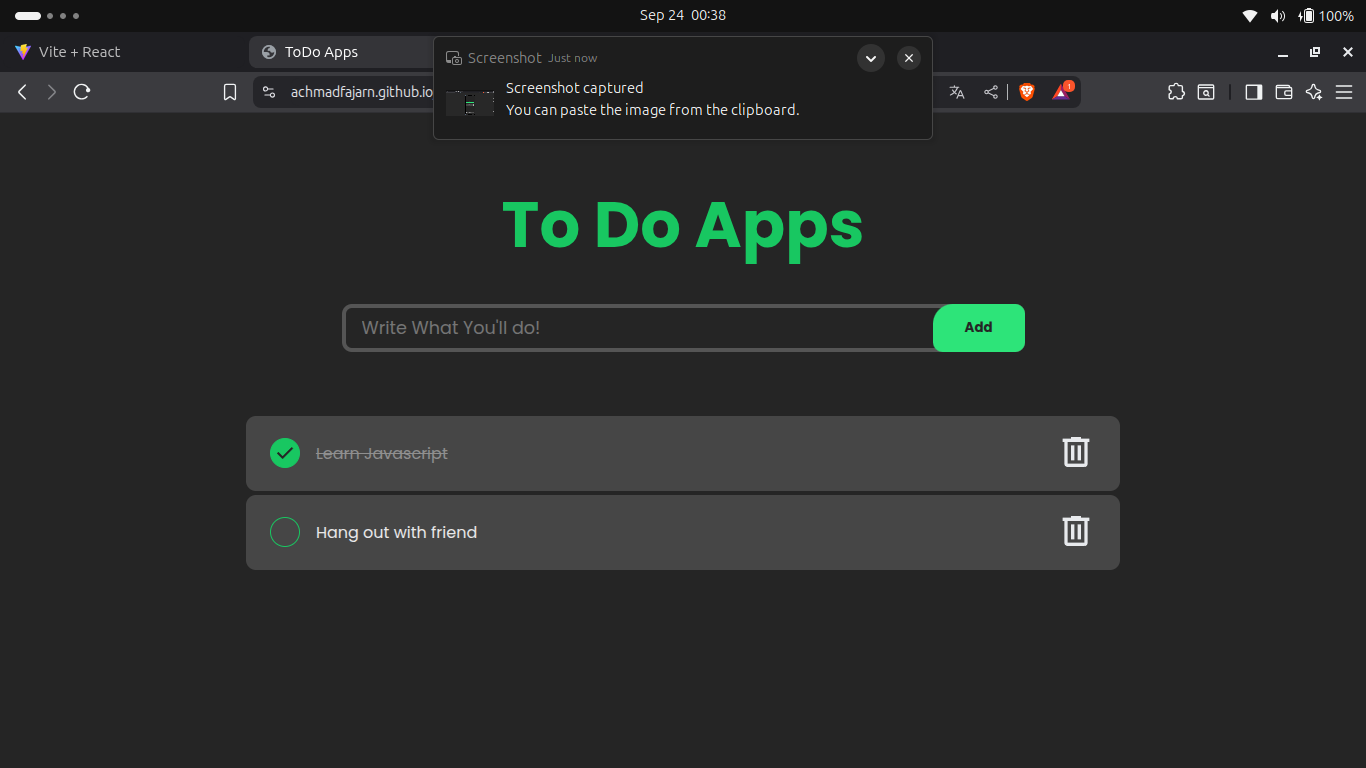 Sep 24 00:38
100%
Vite + React
ToDo Apps
Screenshot Just now
Screenshot captured
You can paste the image from the clipboard.
achmadfajarn.github.io
1
To Do Apps
Write What You'll do!
Add
Learn Javascript
Hang out with friend